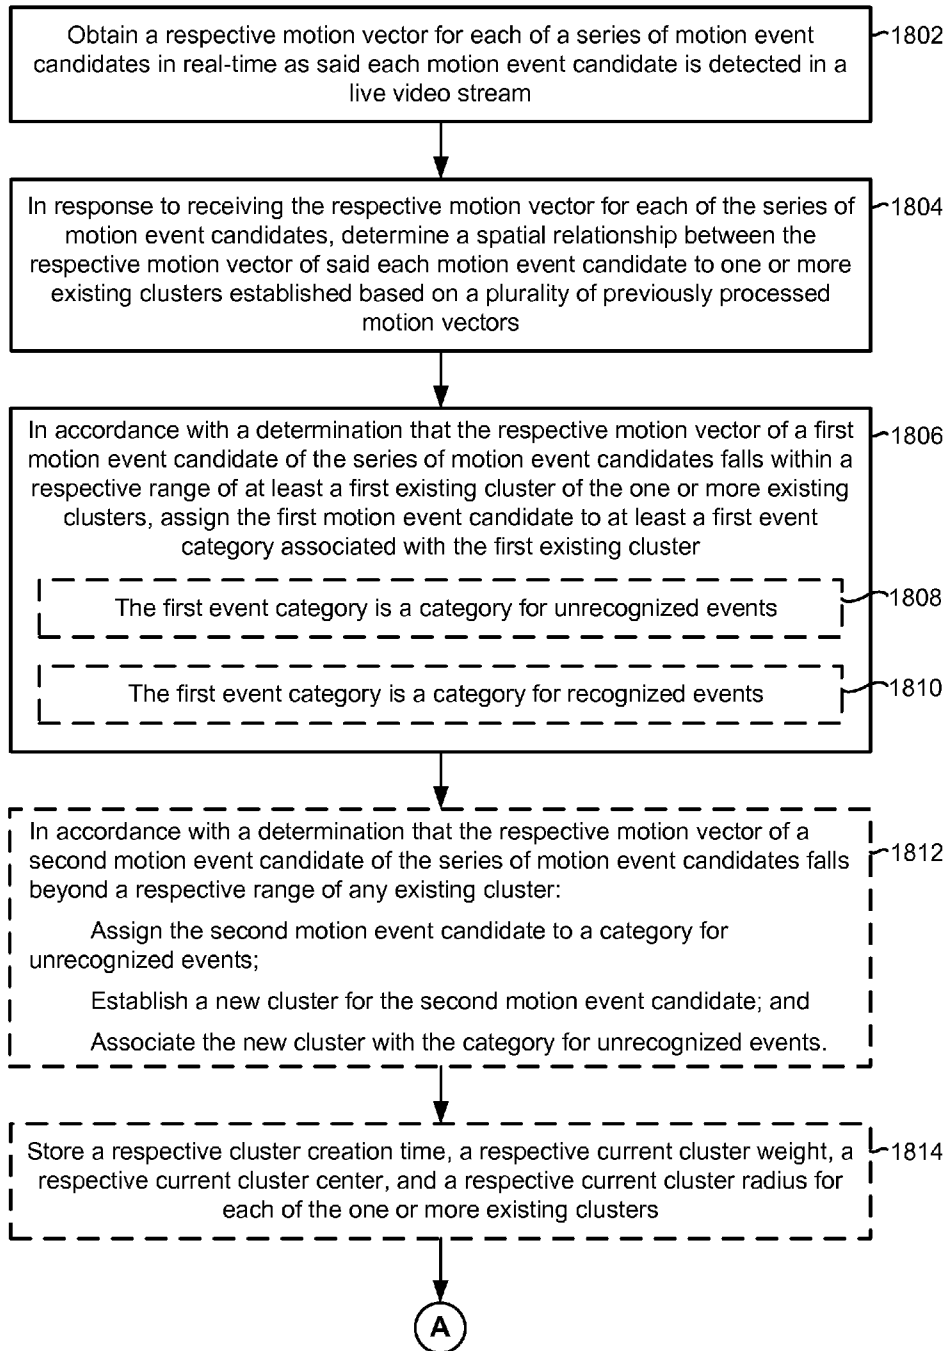 Obtain a respective motion vector for each of a series of motion event
candidates in real-time as said each motion event candidate is detected in a
live video stream
1802
In response to receiving the respective motion vector for each of the series of
motion event candidates, determine a spatial relationship between the
respective motion vector of said each motion event candidate to one or more
existing clusters established based on a plurality of previously processed
motion vectors
1804
In accordance with a determination that the respective motion vector of a first
motion event candidate of the series of motion event candidates falls within a
respective range of at least a first existing cluster of the one or more existing
clusters, assign the first motion event candidate to at least a first event
category associated with the first existing cluster
1806
The first event category is a category for unrecognized events
1808
The first event category is a category for recognized events
1810
In accordance with a determination that the respective motion vector of a
second motion event candidate of the series of motion event candidates falls
beyond a respective range of any existing cluster:
Assign the second motion event candidate to a category for
unrecognized events;
Establish a new cluster for the second motion event candidate; and
Associate the new cluster with the category for unrecognized events.
1812
Store a respective cluster creation time, a respective current cluster weight, a
respective current cluster center, and a respective current cluster radius for
each of the one or more existing clusters
1814
A